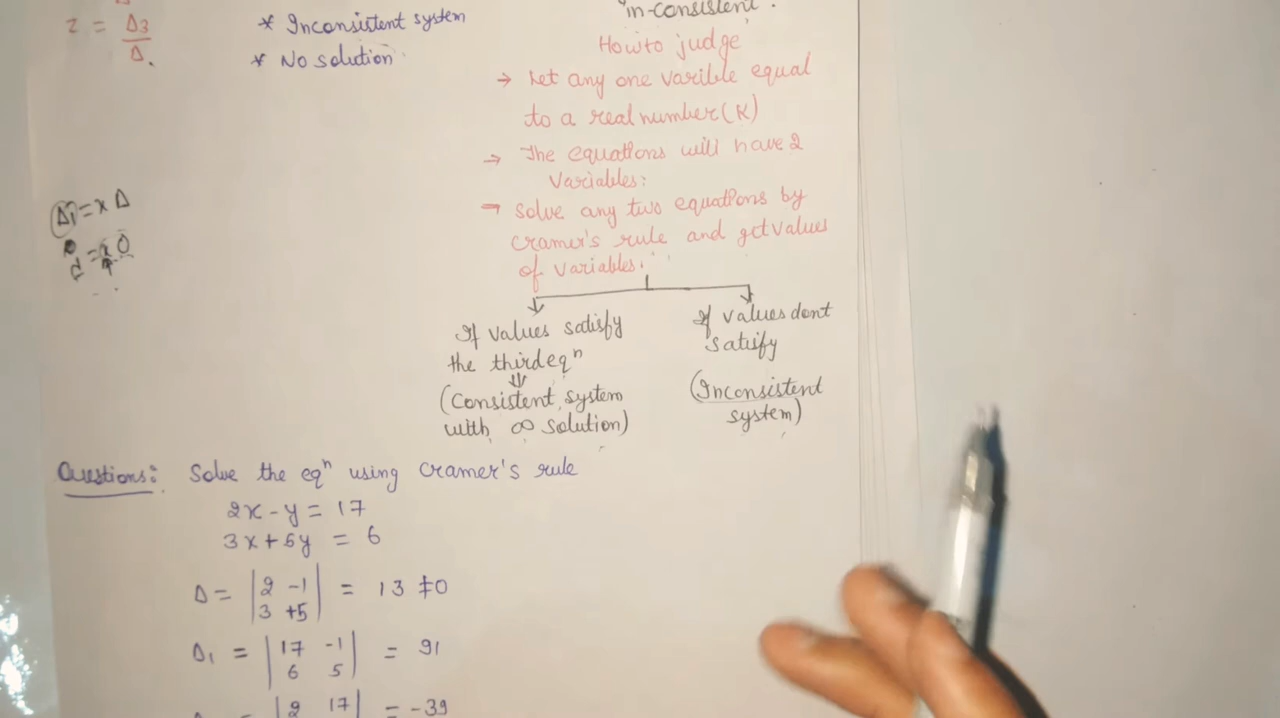 z = Δ3
Δ.
* Inconsistent system
* No solution
in-consistent.
How to judge
→ Let any one varible equal
to a real number (K)
→ The equations will have 2
Variables:
→ Solve any two equations by
Cramer's rule and get values
of variables.
If values satisfy
the third eqⁿ
⇓
(Consistent system
with ∞ solution)
If values dont
satisfy
(Inconsistent
system)
Δ1 = x Δ
Questions: Solve the eqⁿ using Cramer's rule
2x - y = 17
3x + 5y = 6
Δ = |2 -1| = 13 ≠ 0
|3 +5|
Δ1 = |17 -1| = 91
|6 5|
|2 17| = -39